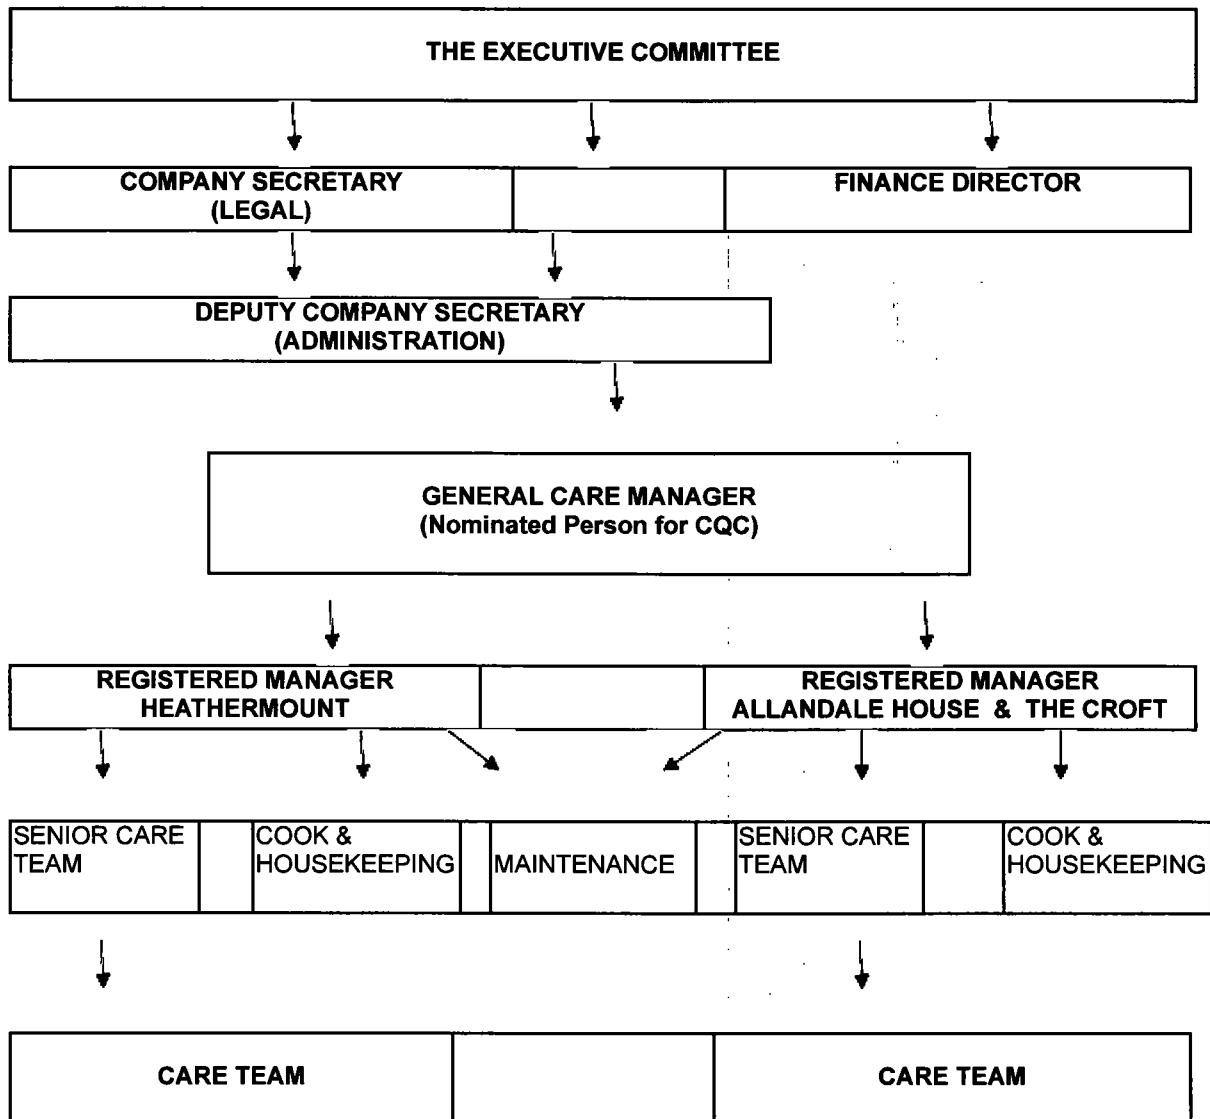 THE EXECUTIVE COMMITTEE
COMPANY SECRETARY
(LEGAL)
FINANCE DIRECTOR
DEPUTY COMPANY SECRETARY
(ADMINISTRATION)
GENERAL CARE MANAGER
(Nominated Person for CQC)
REGISTERED MANAGER
HEATHERMOUNT
REGISTERED MANAGER
ALLANDALE HOUSE & THE CROFT
SENIOR CARE
TEAM
COOK &
HOUSEKEEPING
MAINTENANCE
SENIOR CARE
TEAM
COOK &
HOUSEKEEPING
CARE TEAM
CARE TEAM